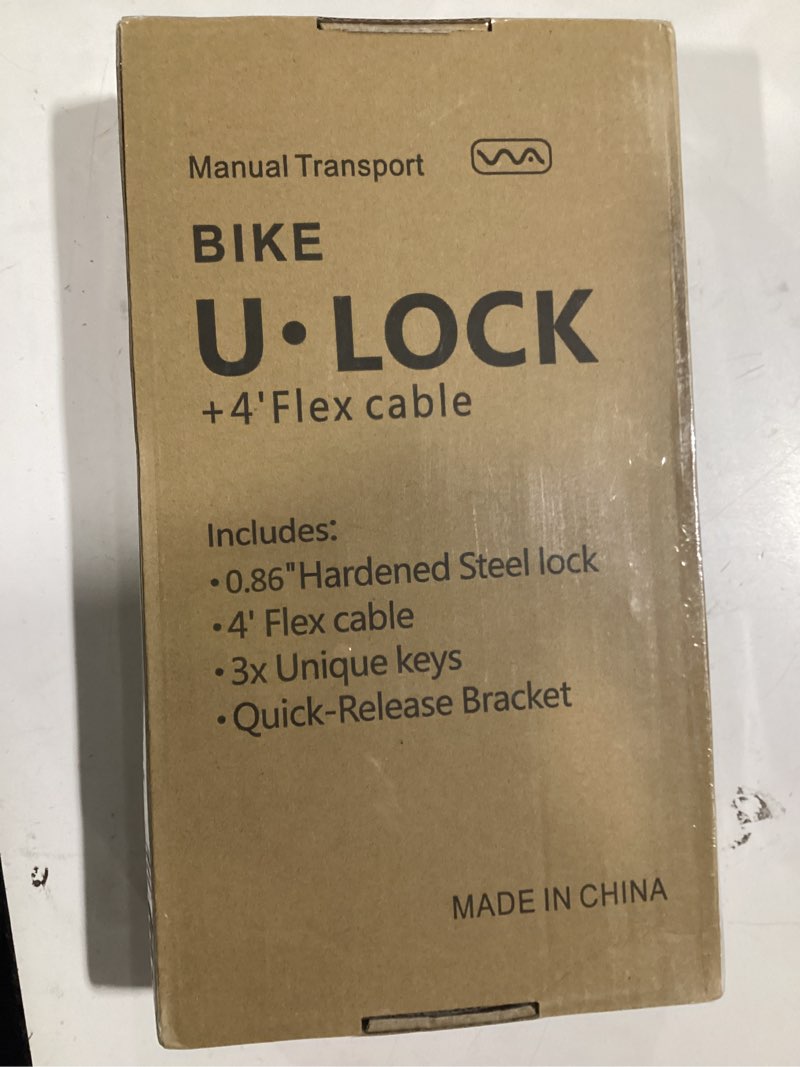 Manual Transport
BIKE
U•LOCK
+4'Flex cable
Includes:
•0.86"Hardened Steel lock
•4' Flex cable
•3x Unique keys
•Quick-Release Bracket
MADE IN CHINA